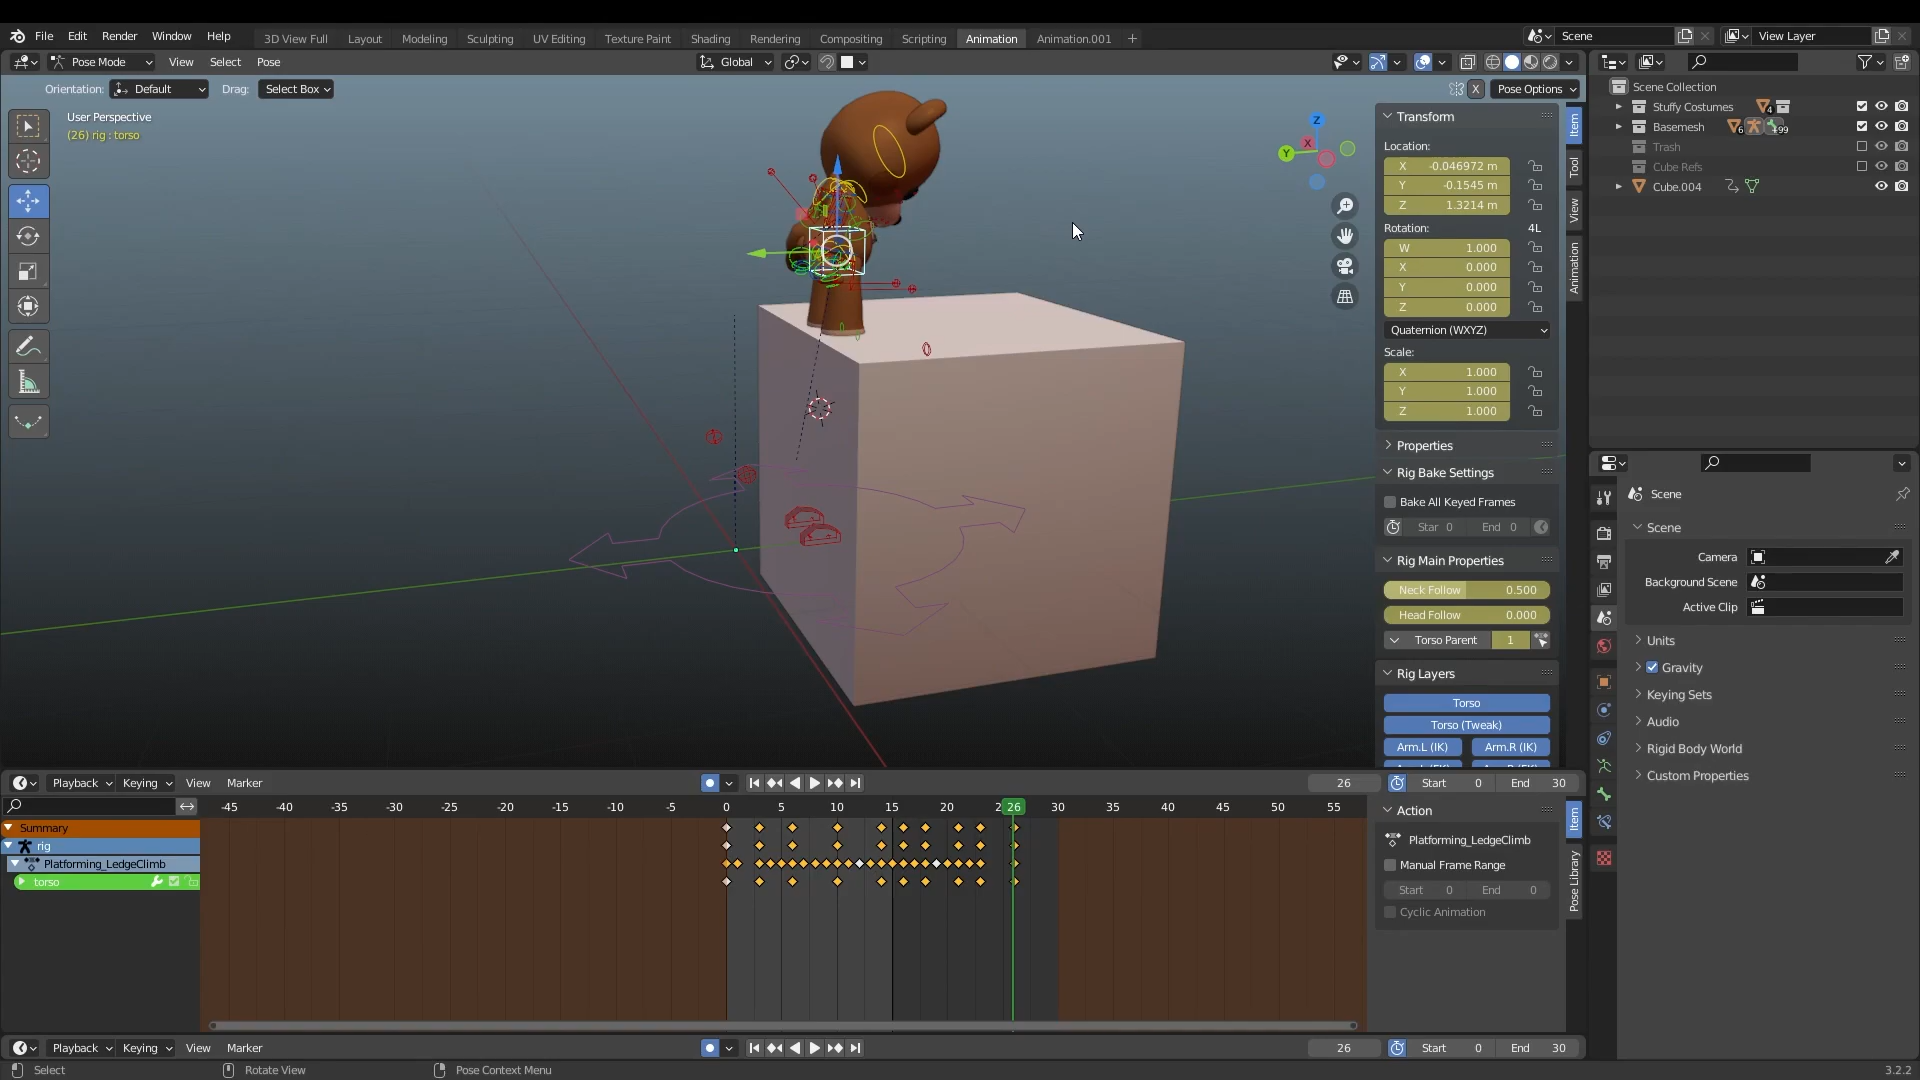 File Edit Render Window Help 3D View Full Layout Modeling Sculpting UV Editing Texture Paint Shading Rendering Compositing Scripting Animation Animation.001 + Scene View Layer
Pose Mode View Select Pose Global
Orientation: Default Drag: Select Box X Pose Options
User Perspective
(26) rig : torso
Z
X
Y
Transform
Location:
X -0.046972 m
Y -0.1545 m
Z 1.3214 m
Rotation: 4L
W 1.000
X 0.000
Y 0.000
Z 0.000
Quaternion (WXYZ)
Scale:
X 1.000
Y 1.000
Z 1.000
Properties
Rig Bake Settings
Bake All Keyed Frames
Star 0 End 0
Rig Main Properties
Neck Follow 0.500
Head Follow 0.000
Torso Parent 1
Rig Layers
Torso
Torso (Tweak)
Arm.L (IK) Arm.R (IK)
Item
Tool
View
Animation
Scene Collection
Stuffy Costumes 4
Basemesh 6 99
Trash
Cube Refs
Cube.004
Scene
Scene
Camera
Background Scene
Active Clip
Units
Gravity
Keying Sets
Audio
Rigid Body World
Custom Properties
Playback Keying View Marker 26 Start 0 End 30
-45 -40 -35 -30 -25 -20 -15 -10 -5 0 5 10 15 20 26 30 35 40 45 50 55
Summary
rig
Platforming_LedgeClimb
torso
Action
Platforming_LedgeClimb
Manual Frame Range
Start 0 End 0
Cyclic Animation
Item
Pose Library
Playback Keying View Marker 26 Start 0 End 30
Select Rotate View Pose Context Menu 3.2.2